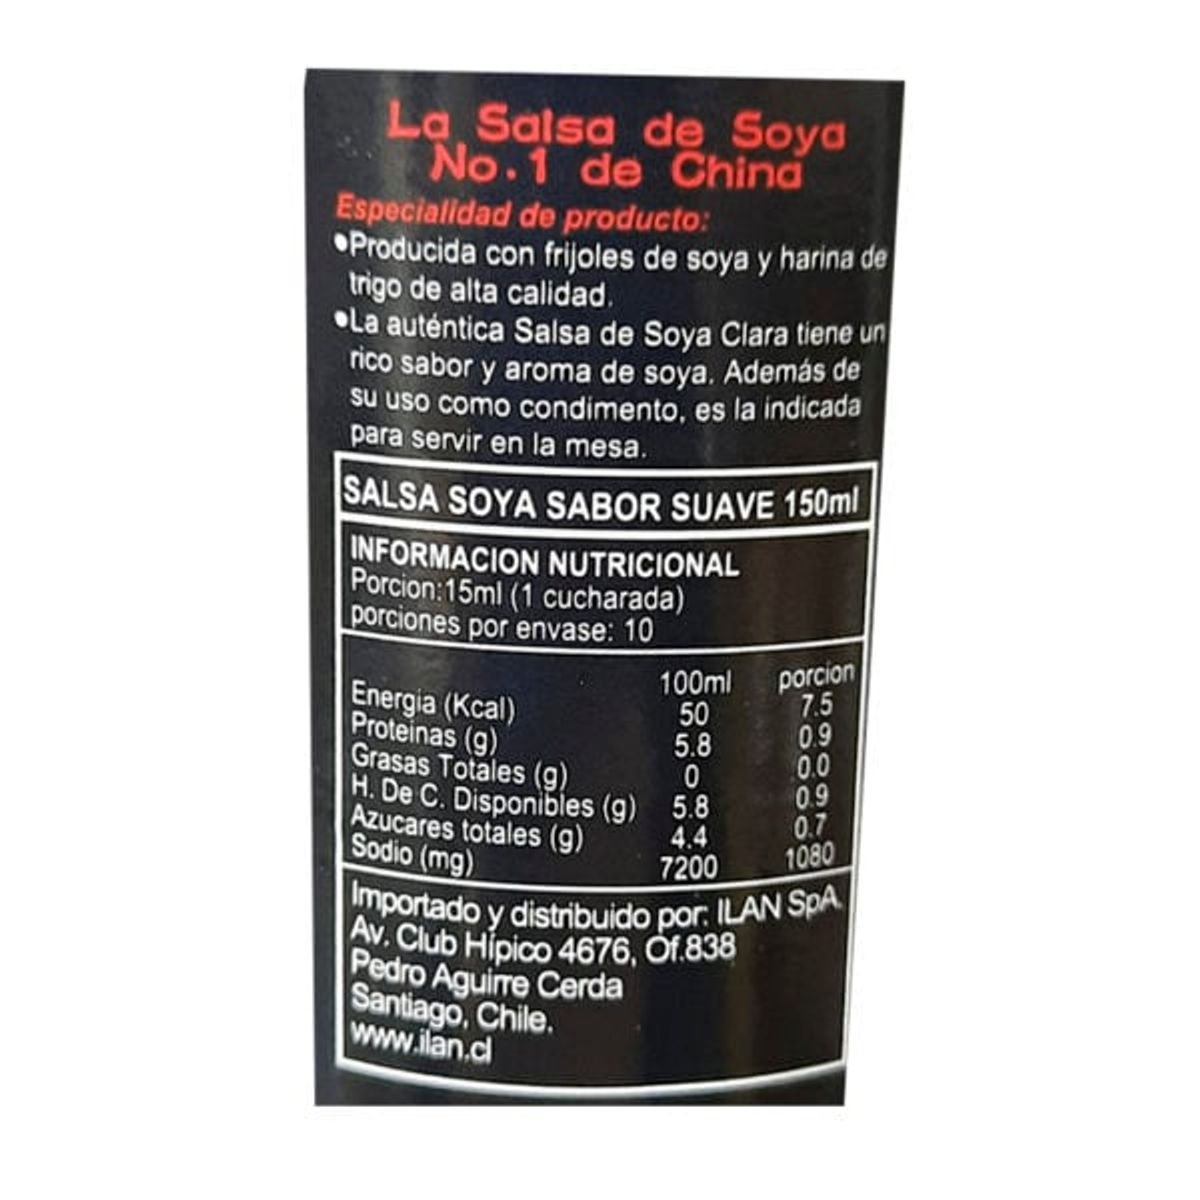 La Salsa de Soya
No.1 de China
Especialidad de producto:
•Producida con frijoles de soya y harina de
trigo de alta calidad.
•La auténtica Salsa de Soya Clara tiene un
rico sabor y aroma de soya. Además de
su uso como condimento, es la indicada
para servir en la mesa.
SALSA SOYA SABOR SUAVE 150ml
INFORMACION NUTRICIONAL
Porcion:15ml (1 cucharada)
porciones por envase: 10
100ml porcion
Energia (Kcal) 50 7.5
Proteinas (g) 5.8 0.9
Grasas Totales (g) 0 0.0
H. De C. Disponibles (g) 5.8 0.9
Azucares totales (g) 4.4 0.7
Sodio (mg) 7200 1080
Importado y distribuido por: ILAN SpA.
Av. Club Hípico 4676, Of.838
Pedro Aguirre Cerda
Santiago, Chile.
www.ilan.cl